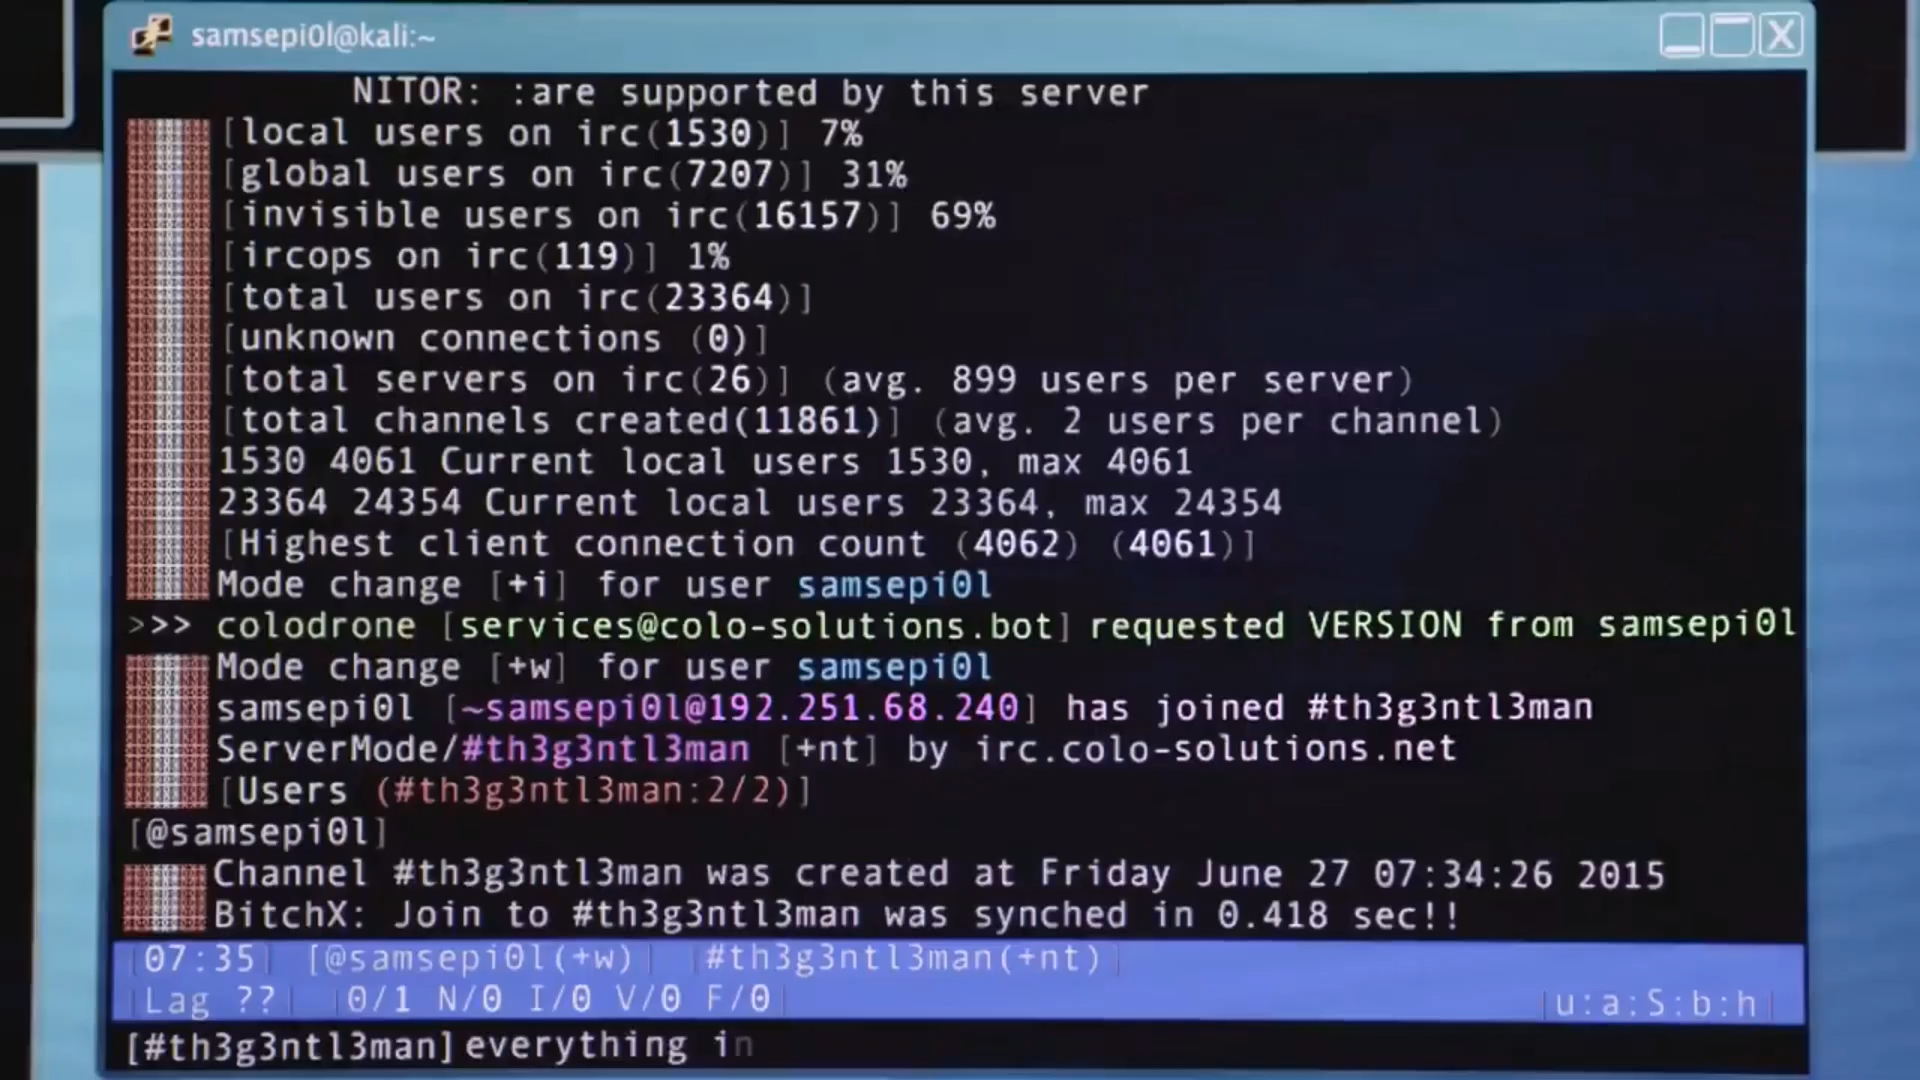 samsepi0l@kali:~
NITOR: :are supported by this server
[local users on irc(1530)] 7%
[global users on irc(7207)] 31%
[invisible users on irc(16157)] 69%
[ircops on irc(119)] 1%
[total users on irc(23364)]
[unknown connections (0)]
[total servers on irc(26)] (avg. 899 users per server)
[total channels created(11861)] (avg. 2 users per channel)
1530 4061 Current local users 1530, max 4061
23364 24354 Current local users 23364, max 24354
[Highest client connection count (4062) (4061)]
Mode change [+i] for user samsepi0l
>>> colodrone [services@colo-solutions.bot] requested VERSION from samsepi0l
Mode change [+w] for user samsepi0l
samsepi0l [~samsepi0l@192.251.68.240] has joined #th3g3ntl3man
ServerMode/#th3g3ntl3man [+nt] by irc.colo-solutions.net
[Users (#th3g3ntl3man:2/2)]
[@samsepi0l]
Channel #th3g3ntl3man was created at Friday June 27 07:34:26 2015
BitchX: Join to #th3g3ntl3man was synched in 0.418 sec!!
[07:35] [@samsepi0l(+w)] [#th3g3ntl3man(+nt)]
[Lag ??] [0/1 N/0 I/0 V/0 F/0] [u:a:S:b:h]
[#th3g3ntl3man] everything in